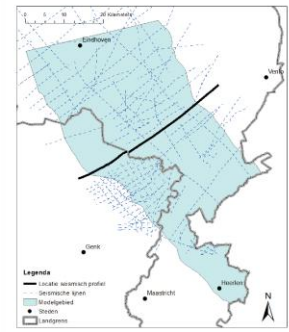 0 5 10 20 Kilometers
Eindhoven
Venlo
Genk
Maastricht
Heerlen
N
Legenda
Locatie seismisch profiel
Seismische lijnen
Modelgebied
Steden
Landgrens